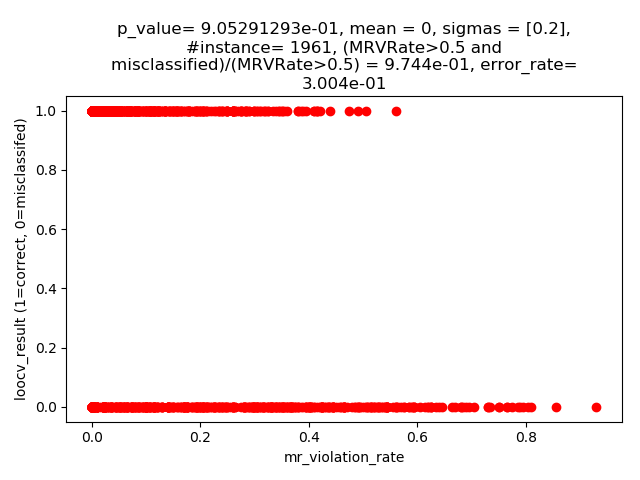 p_value= 9.05291293e-01, mean = 0, sigmas = [0.2],
#instance= 1961, (MRVRate>0.5 and
misclassified)/(MRVRate>0.5) = 9.744e-01, error_rate=
3.004e-01
loocv_result (1=correct, 0=misclassifed)
1.0
0.8
0.6
0.4
0.2
0.0
0.0 0.2 0.4 0.6 0.8
mr_violation_rate